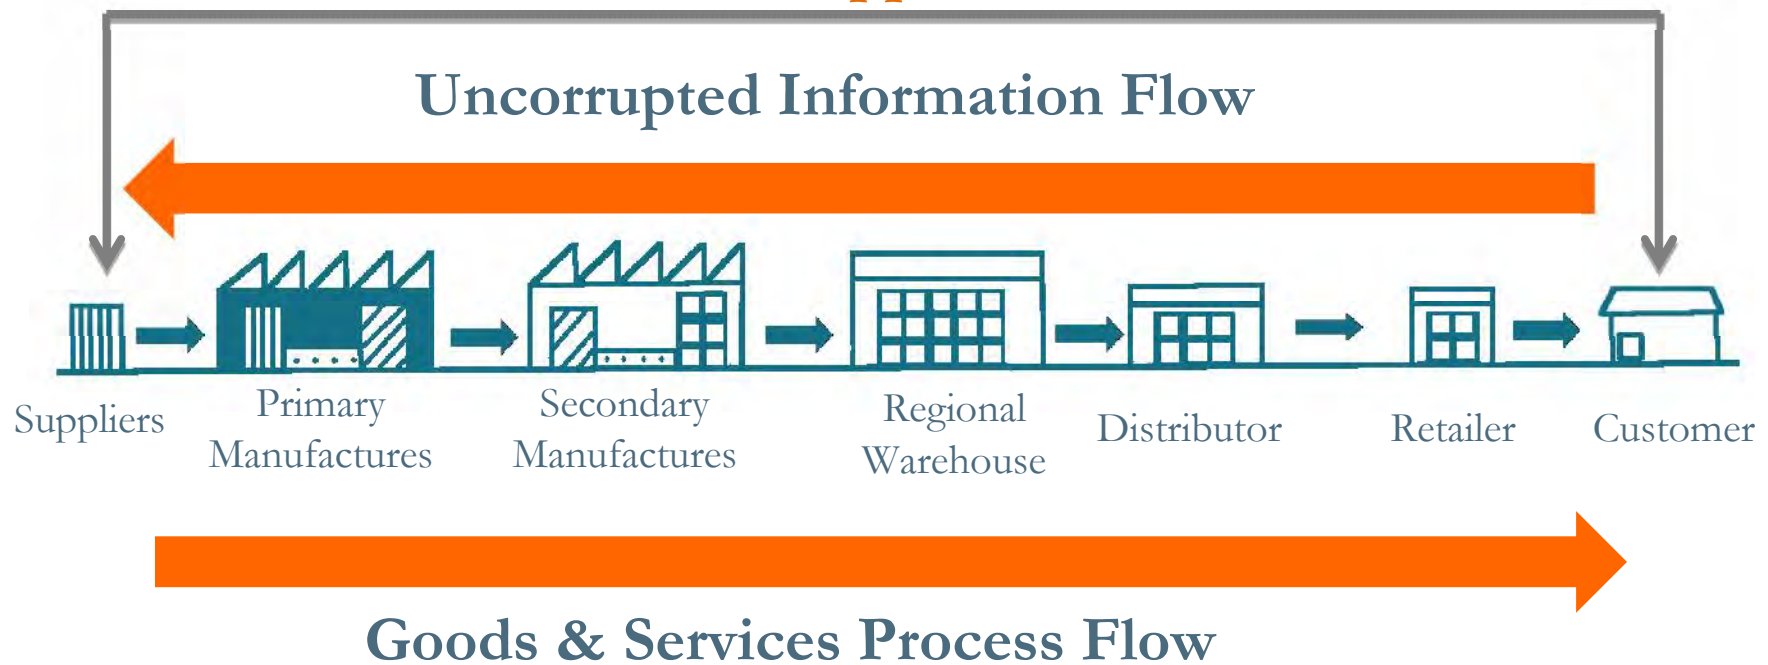 Uncorrupted Information Flow
Suppliers
Primary
Manufactures
Secondary
Manufactures
Regional
Warehouse
Distributor
Retailer
Customer
Goods & Services Process Flow